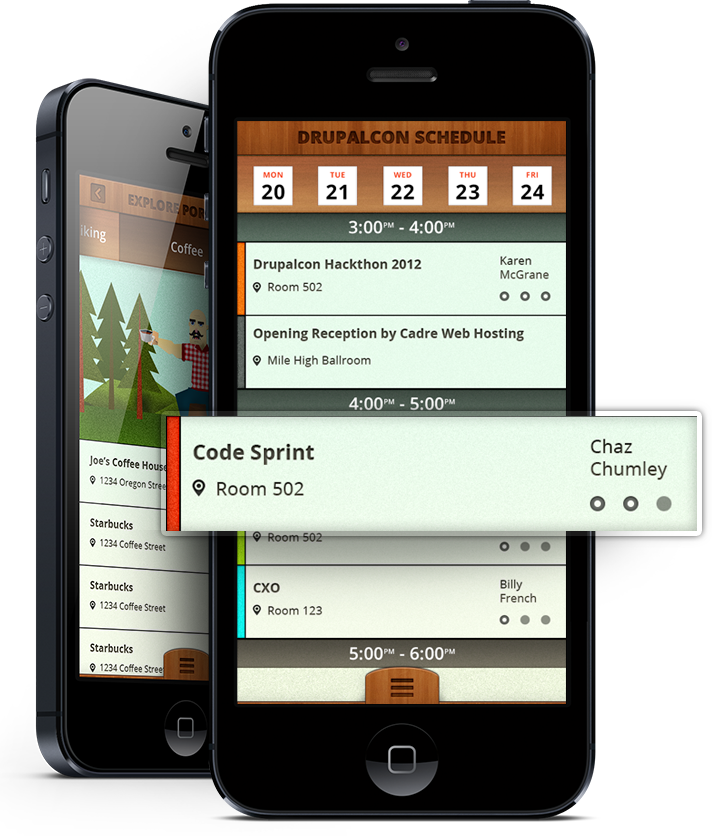 DRUPALCON SCHEDULE
MON TUE WED THU FRI
20 21 22 23 24
3:00PM - 4:00PM
Drupalcon Hackthon 2012
Karen
McGrane
Room 502
Opening Reception by Cadre Web Hosting
Mile High Ballroom
4:00PM - 5:00PM
Code Sprint
Chaz
Chumley
Room 502
Room 502
CXO
Billy
French
Room 123
5:00PM - 6:00PM
EXPLORE POR
iking
Coffee
Joe's Coffee House
1234 Oregon Stree
Starbucks
1234 Coffee Street
Starbucks
1234 Coffee Street
Starbucks
1234 Coffee Street